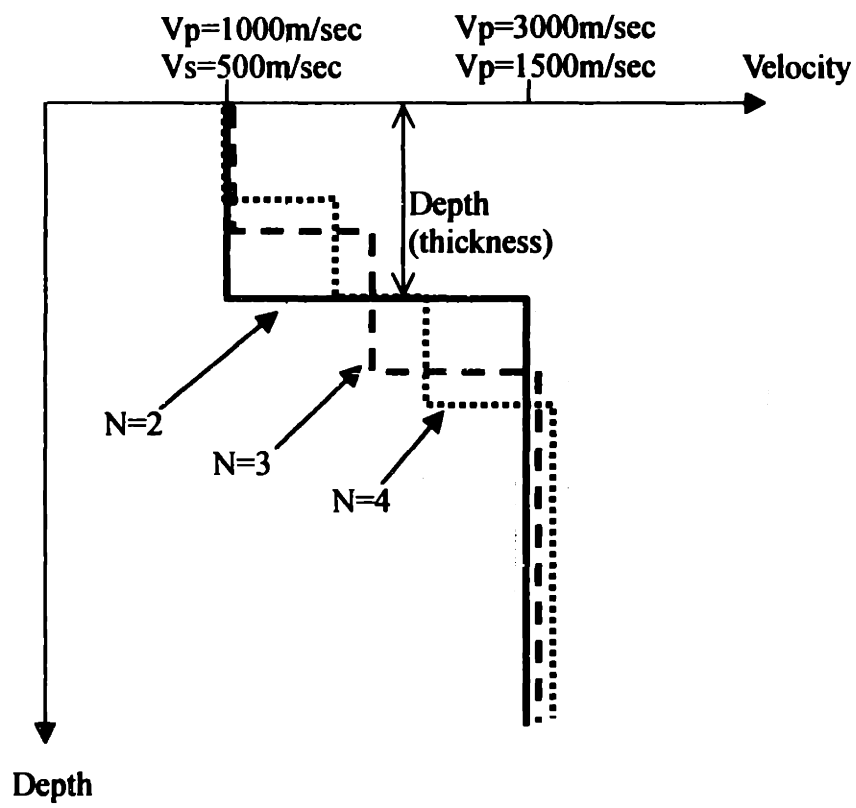 Vp=1000m/sec
Vs=500m/sec
Vp=3000m/sec
Vp=1500m/sec
Velocity
Depth
(thickness)
N=2
N=3
N=4
Depth